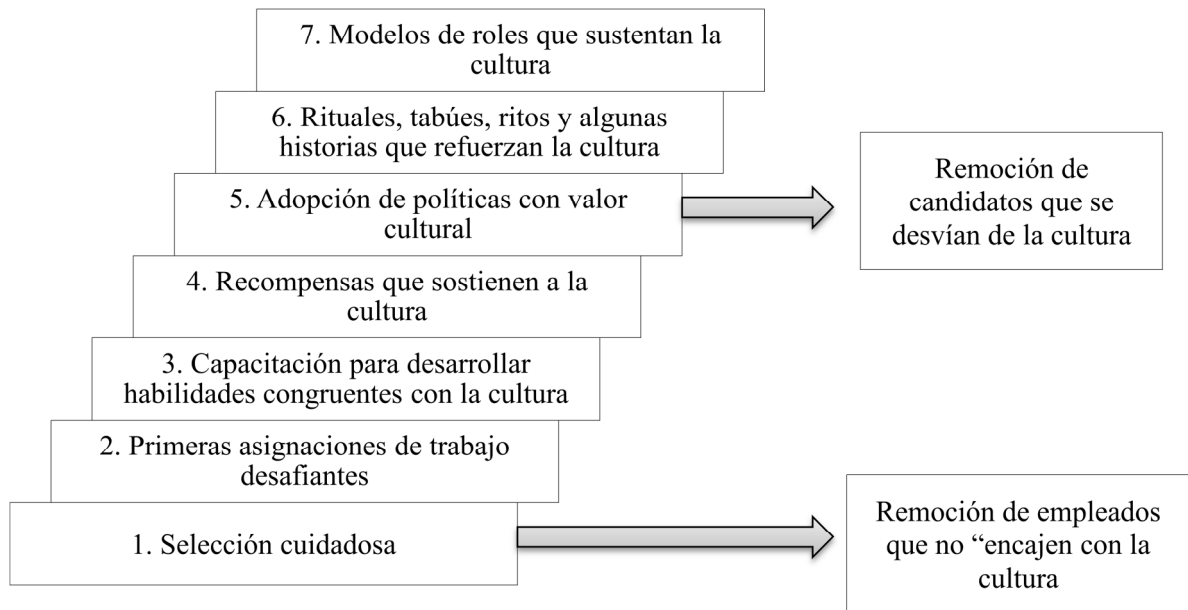 7. Modelos de roles que sustentan la
cultura
6. Rituales, tabúes, ritos y algunas
historias que refuerzan la cultura
5. Adopción de políticas con valor
cultural
Remoción de
candidatos que se
desvían de la cultura
4. Recompensas que sostienen a la
cultura
3. Capacitación para desarrollar
habilidades congruentes con la cultura
2. Primeras asignaciones de trabajo
desafiantes
1. Selección cuidadosa
Remoción de empleados
que no “encajen con la
cultura